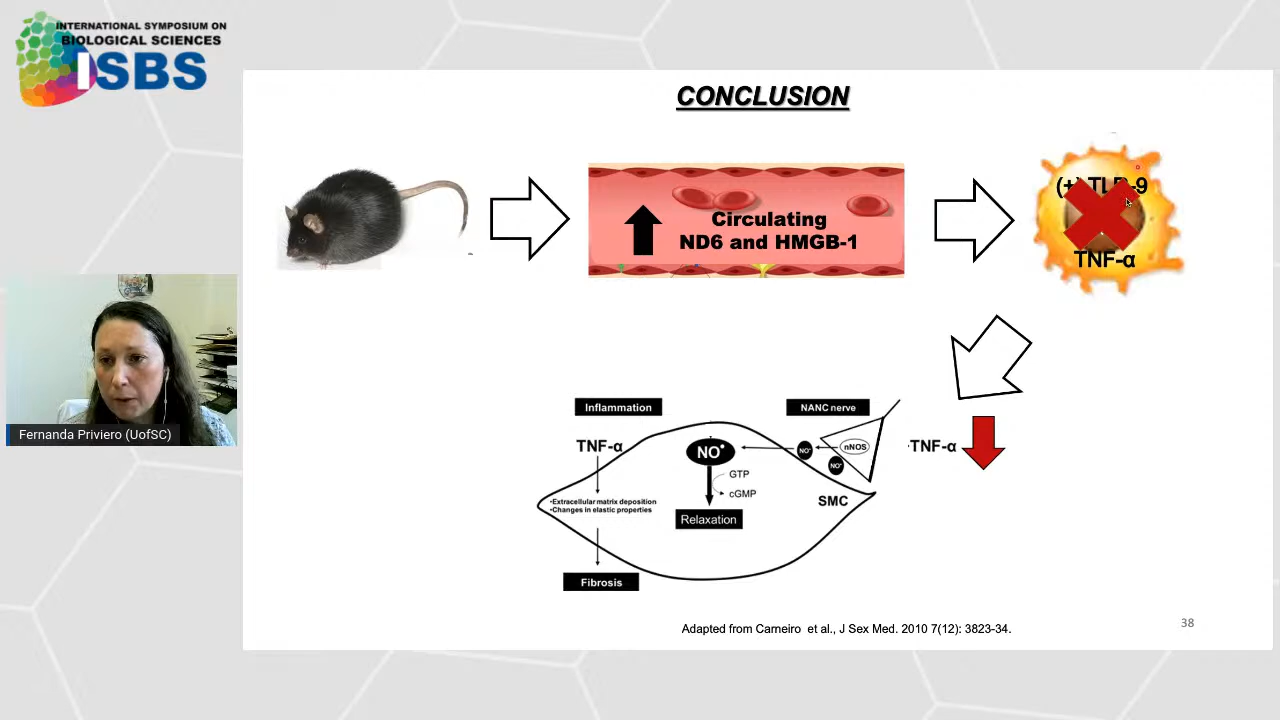 INTERNATIONAL SYMPOSIUM ON
BIOLOGICAL SCIENCES
ISBS
CONCLUSION
Circulating
ND6 and HMGB-1
(+) TLR-9
TNF-α
Fernanda Priviero (UofSC)
Inflammation
NANC nerve
TNF-α
NO•
NO•
nNOS
NO•
TNF-α
GTP
cGMP
•Extracellular matrix deposition
•Changes in elastic properties
SMC
Relaxation
Fibrosis
Adapted from Carneiro et al., J Sex Med. 2010 7(12): 3823-34.
38